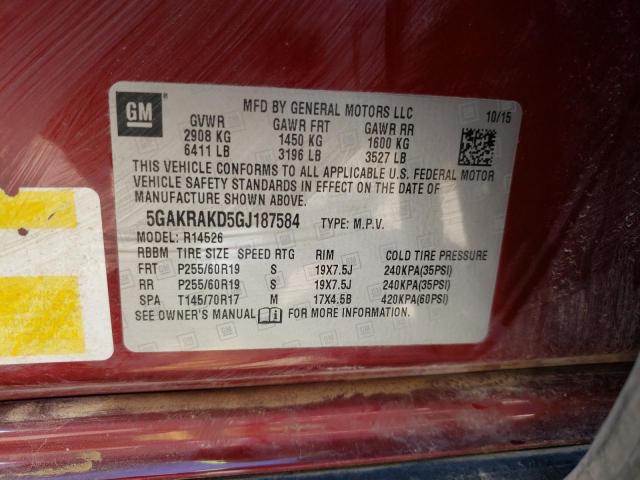 GM
MFD BY GENERAL MOTORS LLC 10/15
GVWR GAWR FRT GAWR RR
2908 KG 1450 KG 1600 KG
6411 LB 3196 LB 3527 LB
THIS VEHICLE CONFORMS TO ALL APPLICABLE U.S. FEDERAL MOTOR
VEHICLE SAFETY STANDARDS IN EFFECT ON THE DATE OF
MANUFACTURE SHOWN ABOVE.
5GAKRAKD5GJ187584 TYPE: M.P.V.
MODEL: R14526
RBBM TIRE SIZE SPEED RTG RIM COLD TIRE PRESSURE
FRT P255/60R19 S 19X7.5J 240KPA(35PSI)
RR P255/60R19 S 19X7.5J 240KPA(35PSI)
SPA T145/70R17 M 17X4.5B 420KPA(60PSI)
SEE OWNER'S MANUAL FOR MORE INFORMATION.